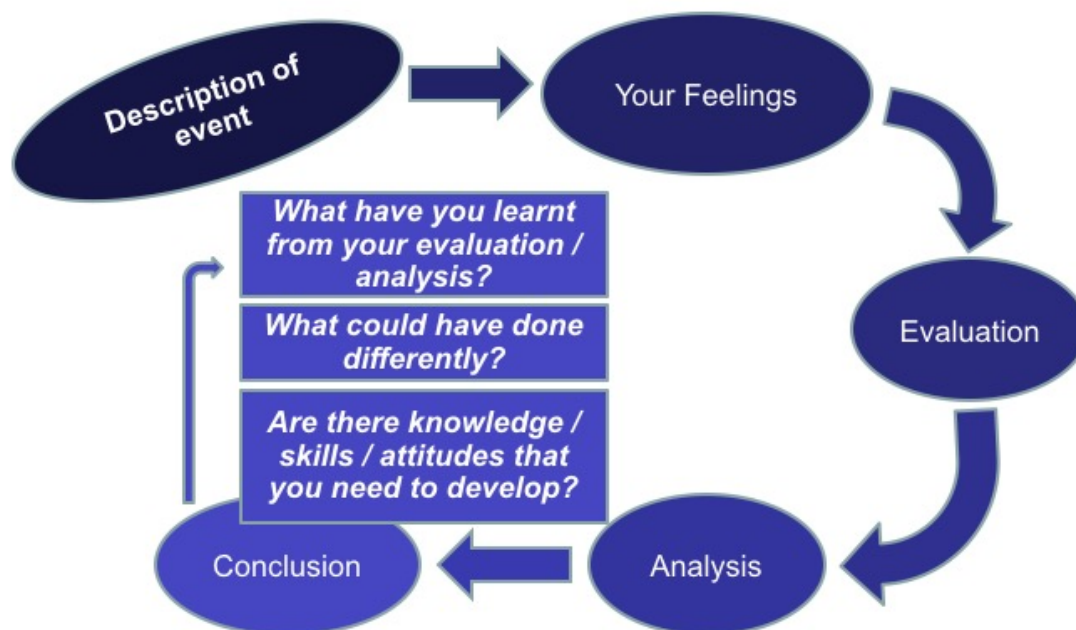 Description of
event
Your Feelings
Evaluation
Analysis
Conclusion
What have you learnt
from your evaluation /
analysis?
What could have done
differently?
Are there knowledge /
skills / attitudes that
you need to develop?